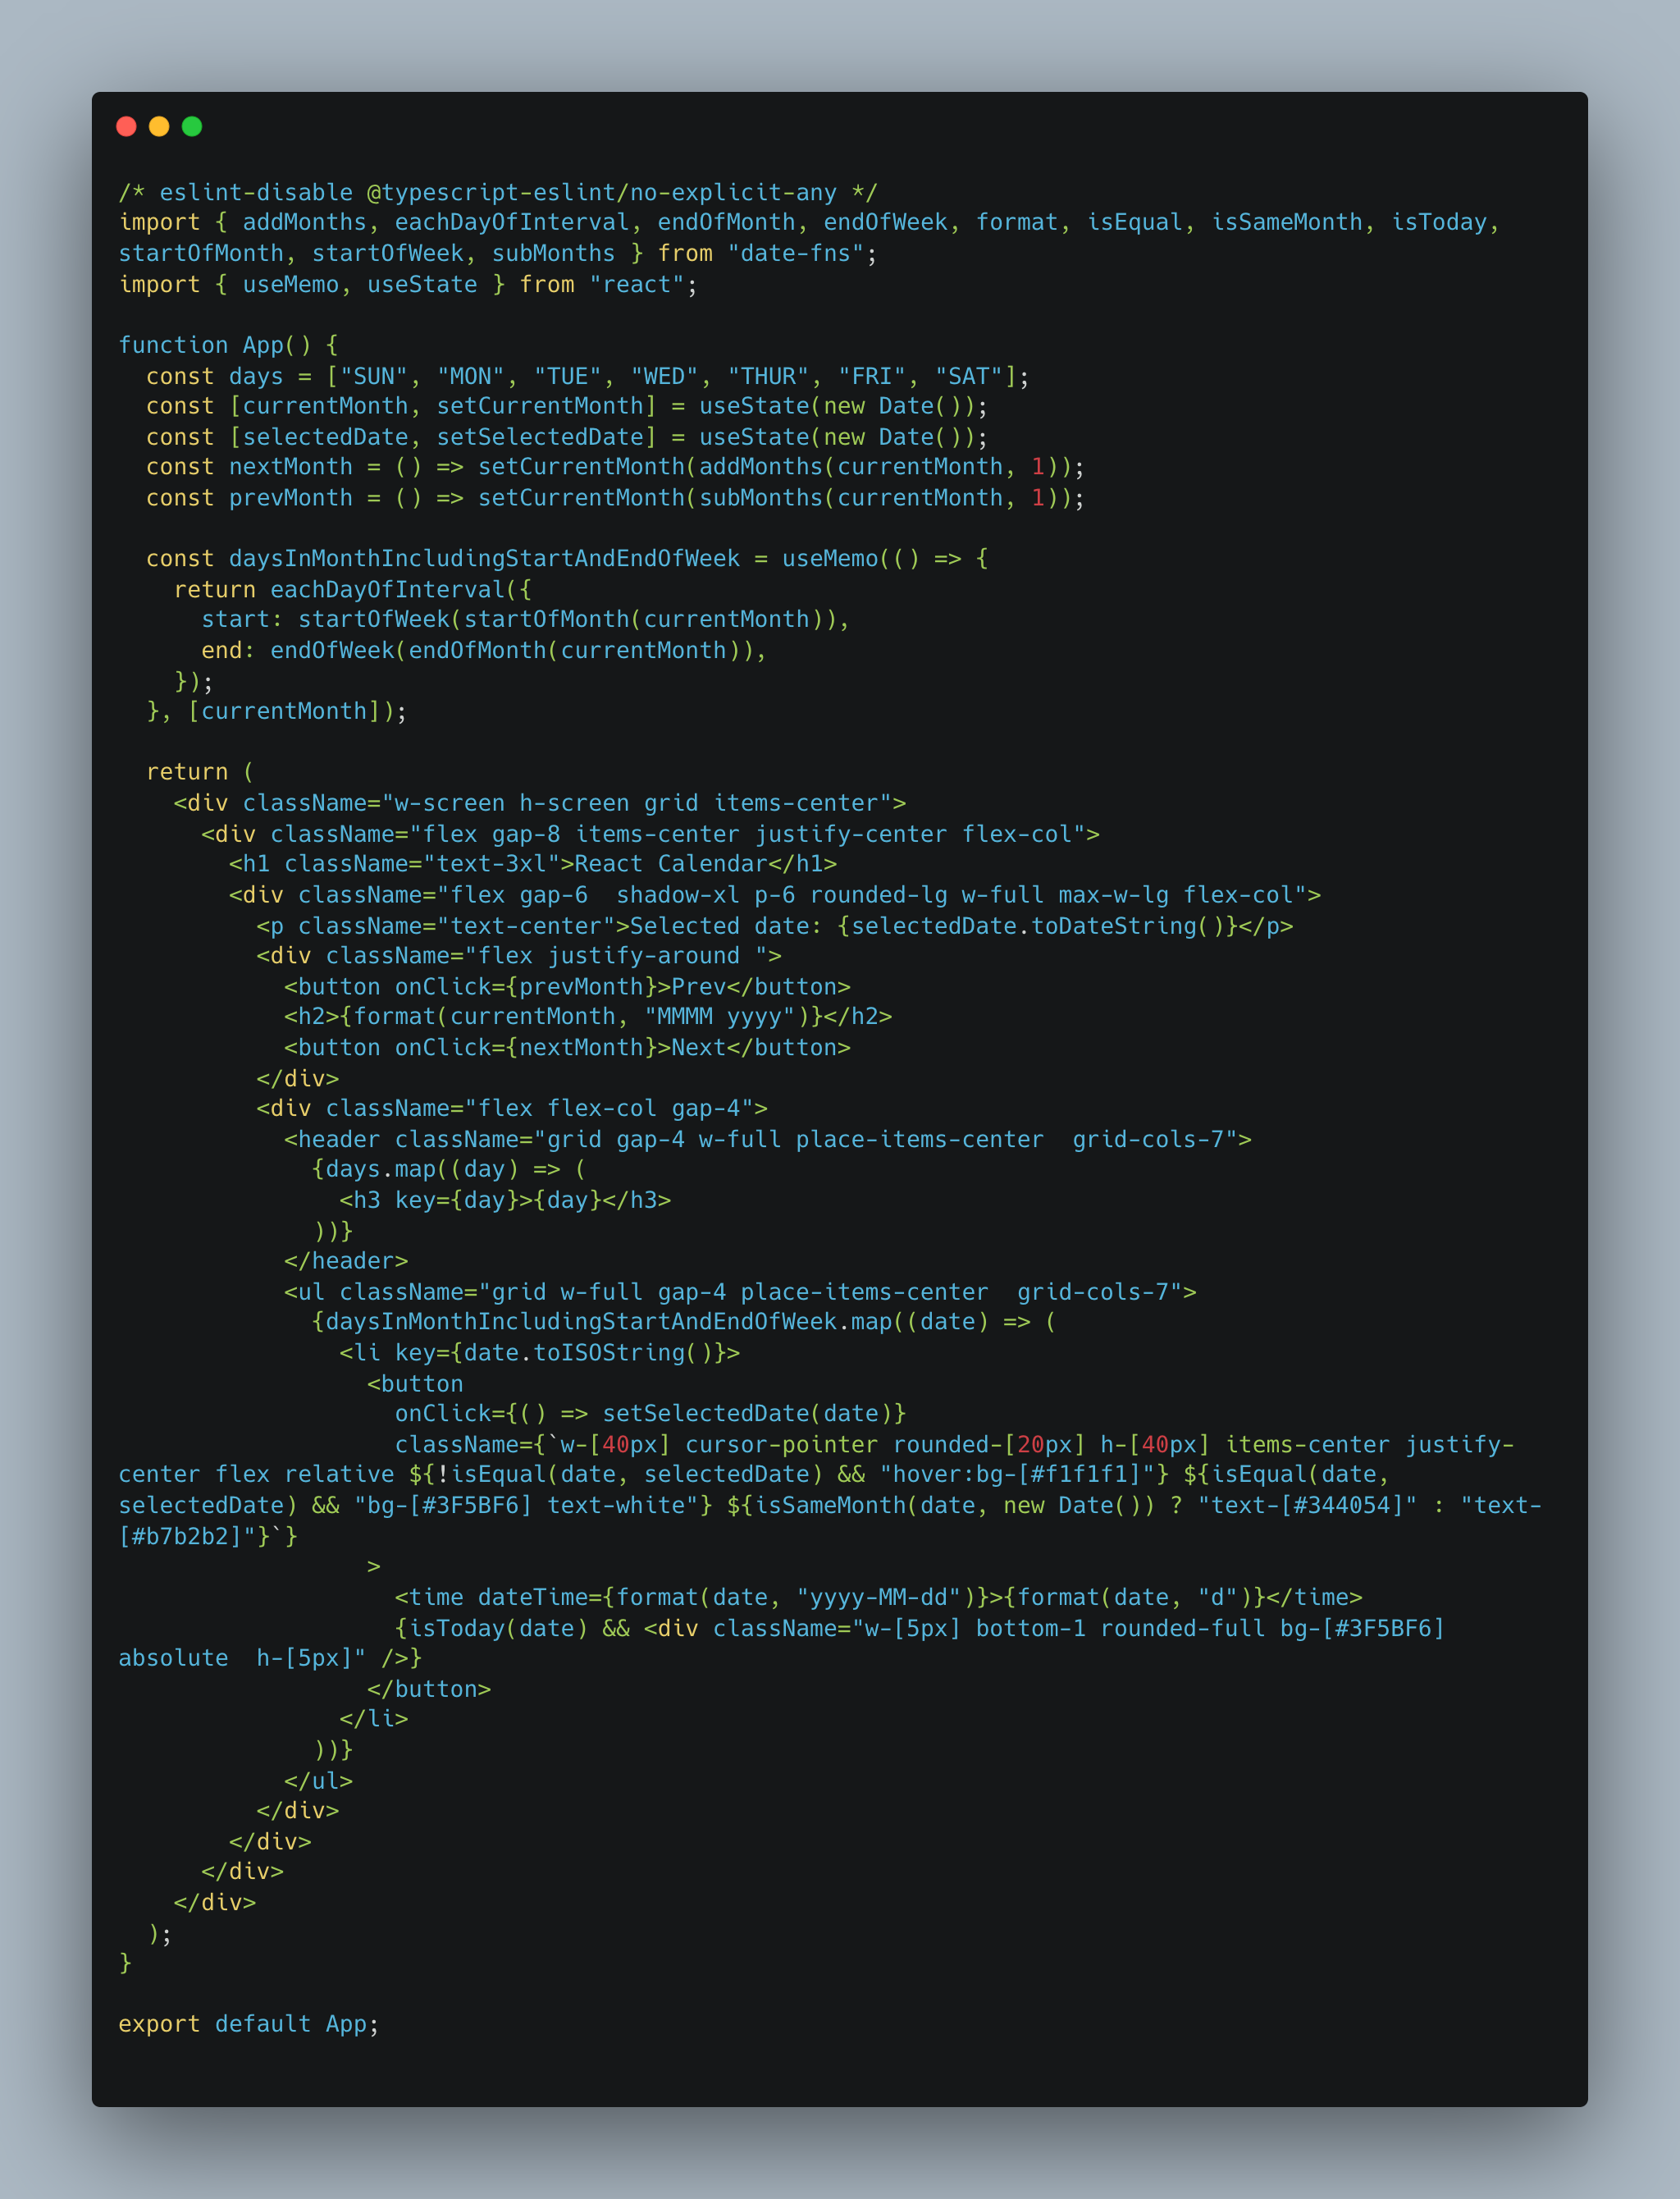 /* eslint-disable @typescript-eslint/no-explicit-any */
import { addMonths, eachDayOfInterval, endOfMonth, endOfWeek, format, isEqual, isSameMonth, isToday,
startOfMonth, startOfWeek, subMonths } from "date-fns";
import { useMemo, useState } from "react";

function App() {
  const days = ["SUN", "MON", "TUE", "WED", "THUR", "FRI", "SAT"];
  const [currentMonth, setCurrentMonth] = useState(new Date());
  const [selectedDate, setSelectedDate] = useState(new Date());
  const nextMonth = () => setCurrentMonth(addMonths(currentMonth, 1));
  const prevMonth = () => setCurrentMonth(subMonths(currentMonth, 1));

  const daysInMonthIncludingStartAndEndOfWeek = useMemo(() => {
    return eachDayOfInterval({
      start: startOfWeek(startOfMonth(currentMonth)),
      end: endOfWeek(endOfMonth(currentMonth)),
    });
  }, [currentMonth]);

  return (
    <div className="w-screen h-screen grid items-center">
      <div className="flex gap-8 items-center justify-center flex-col">
        <h1 className="text-3xl">React Calendar</h1>
        <div className="flex gap-6  shadow-xl p-6 rounded-lg w-full max-w-lg flex-col">
          <p className="text-center">Selected date: {selectedDate.toDateString()}</p>
          <div className="flex justify-around ">
            <button onClick={prevMonth}>Prev</button>
            <h2>{format(currentMonth, "MMMM yyyy")}</h2>
            <button onClick={nextMonth}>Next</button>
          </div>
          <div className="flex flex-col gap-4">
            <header className="grid gap-4 w-full place-items-center  grid-cols-7">
              {days.map((day) => (
                <h3 key={day}>{day}</h3>
              ))}
            </header>
            <ul className="grid w-full gap-4 place-items-center  grid-cols-7">
              {daysInMonthIncludingStartAndEndOfWeek.map((date) => (
                <li key={date.toISOString()}>
                  <button
                    onClick={() => setSelectedDate(date)}
                    className={`w-[40px] cursor-pointer rounded-[20px] h-[40px] items-center justify-
center flex relative ${!isEqual(date, selectedDate) && "hover:bg-[#f1f1f1]"} ${isEqual(date,
selectedDate) && "bg-[#3F5BF6] text-white"} ${isSameMonth(date, new Date()) ? "text-[#344054]" : "text-
[#b7b2b2]"}`}
                  >
                    <time dateTime={format(date, "yyyy-MM-dd")}>{format(date, "d")}</time>
                    {isToday(date) && <div className="w-[5px] bottom-1 rounded-full bg-[#3F5BF6]
absolute  h-[5px]" />}
                  </button>
                </li>
              ))}
            </ul>
          </div>
        </div>
      </div>
    </div>
  );
}

export default App;